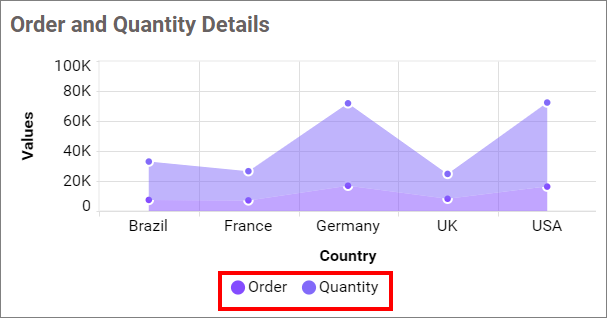 Order and Quantity Details
100K
80K
60K
40K
20K
0
Values
Brazil France Germany UK USA
Country
Order Quantity